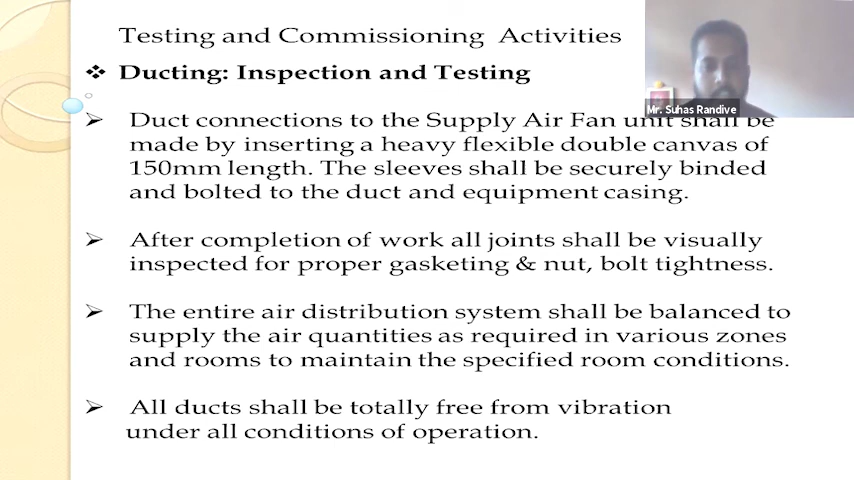 Testing and Commissioning Activities
❖ Ducting: Inspection and Testing
Mr. Suhas Randive
➢ Duct connections to the Supply Air Fan unit shall be
made by inserting a heavy flexible double canvas of
150mm length. The sleeves shall be securely binded
and bolted to the duct and equipment casing.
➢ After completion of work all joints shall be visually
inspected for proper gasketing & nut, bolt tightness.
➢ The entire air distribution system shall be balanced to
supply the air quantities as required in various zones
and rooms to maintain the specified room conditions.
➢ All ducts shall be totally free from vibration
under all conditions of operation.